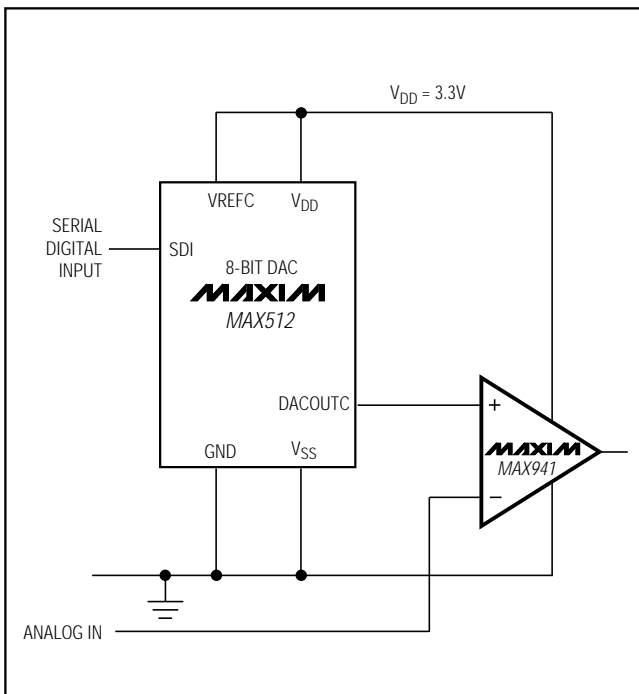 V_DD = 3.3V
VREFC
V_DD
SERIAL
DIGITAL
INPUT
SDI
8-BIT DAC
MAXIM
MAX512
DACOUTC
+
MAXIM
MAX941
−
GND
V_SS
ANALOG IN